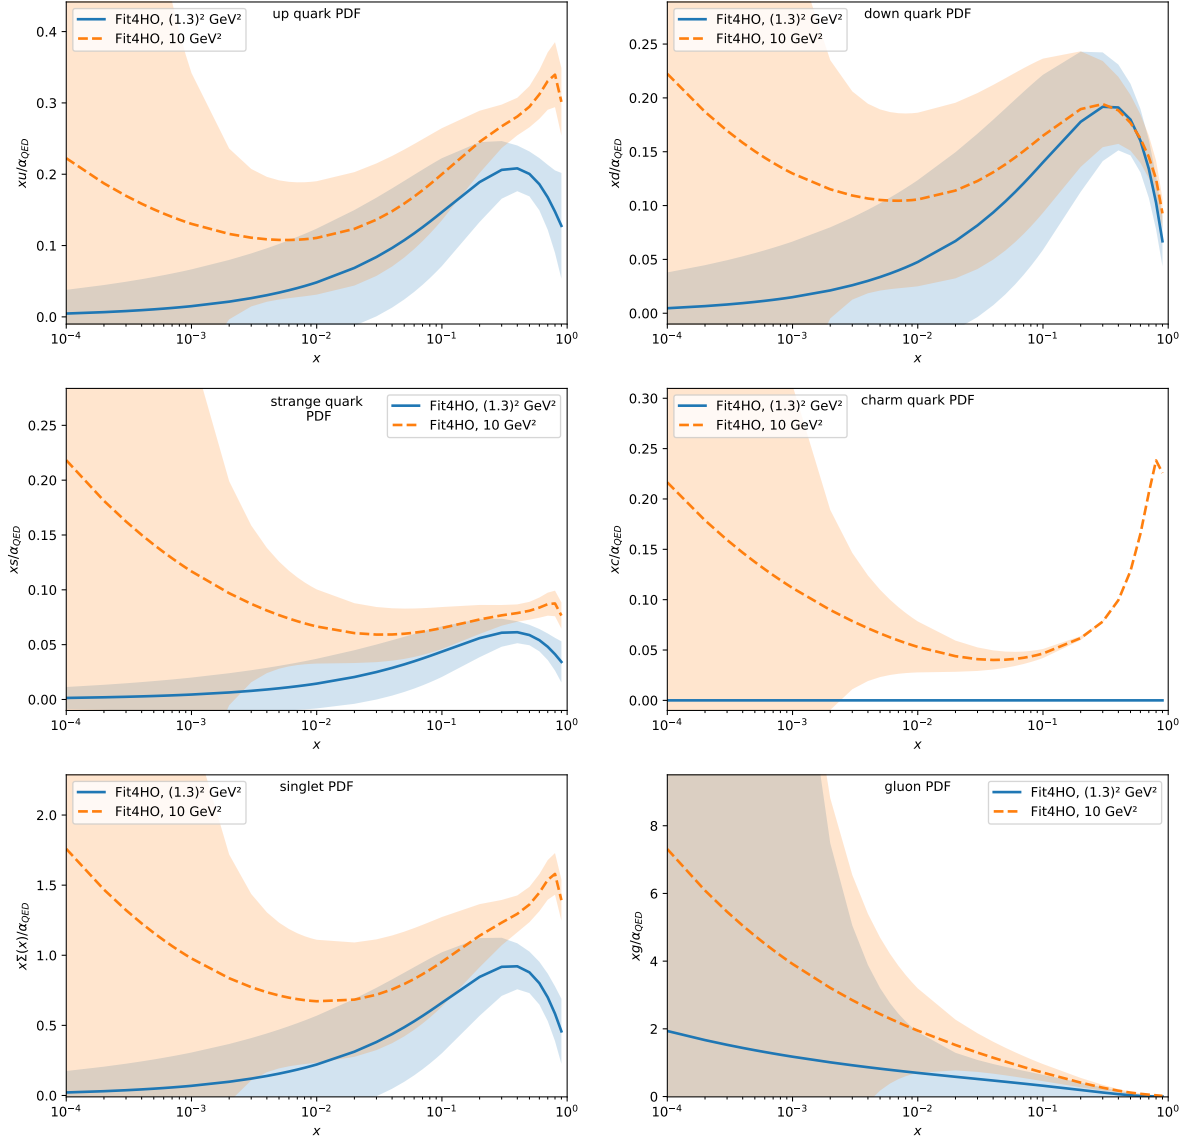 up quark PDF
Fit4HO, (1.3)² GeV²
Fit4HO, 10 GeV²
0.4
0.3
0.2
0.1
0.0
xu/α_QED
10⁻⁴ 10⁻³ 10⁻² 10⁻¹ 10⁰
x
down quark PDF
Fit4HO, (1.3)² GeV²
Fit4HO, 10 GeV²
0.25
0.20
0.15
0.10
0.05
0.00
xd/α_QED
10⁻⁴ 10⁻³ 10⁻² 10⁻¹ 10⁰
x
strange quark
PDF
Fit4HO, (1.3)² GeV²
Fit4HO, 10 GeV²
0.25
0.20
0.15
0.10
0.05
0.00
xs/α_QED
10⁻⁴ 10⁻³ 10⁻² 10⁻¹ 10⁰
x
charm quark PDF
Fit4HO, (1.3)² GeV²
Fit4HO, 10 GeV²
0.30
0.25
0.20
0.15
0.10
0.05
0.00
xc/α_QED
10⁻⁴ 10⁻³ 10⁻² 10⁻¹ 10⁰
x
singlet PDF
Fit4HO, (1.3)² GeV²
Fit4HO, 10 GeV²
2.0
1.5
1.0
0.5
0.0
xΣ(x)/α_QED
10⁻⁴ 10⁻³ 10⁻² 10⁻¹ 10⁰
x
gluon PDF
Fit4HO, (1.3)² GeV²
Fit4HO, 10 GeV²
8
6
4
2
0
xg/α_QED
10⁻⁴ 10⁻³ 10⁻² 10⁻¹ 10⁰
x